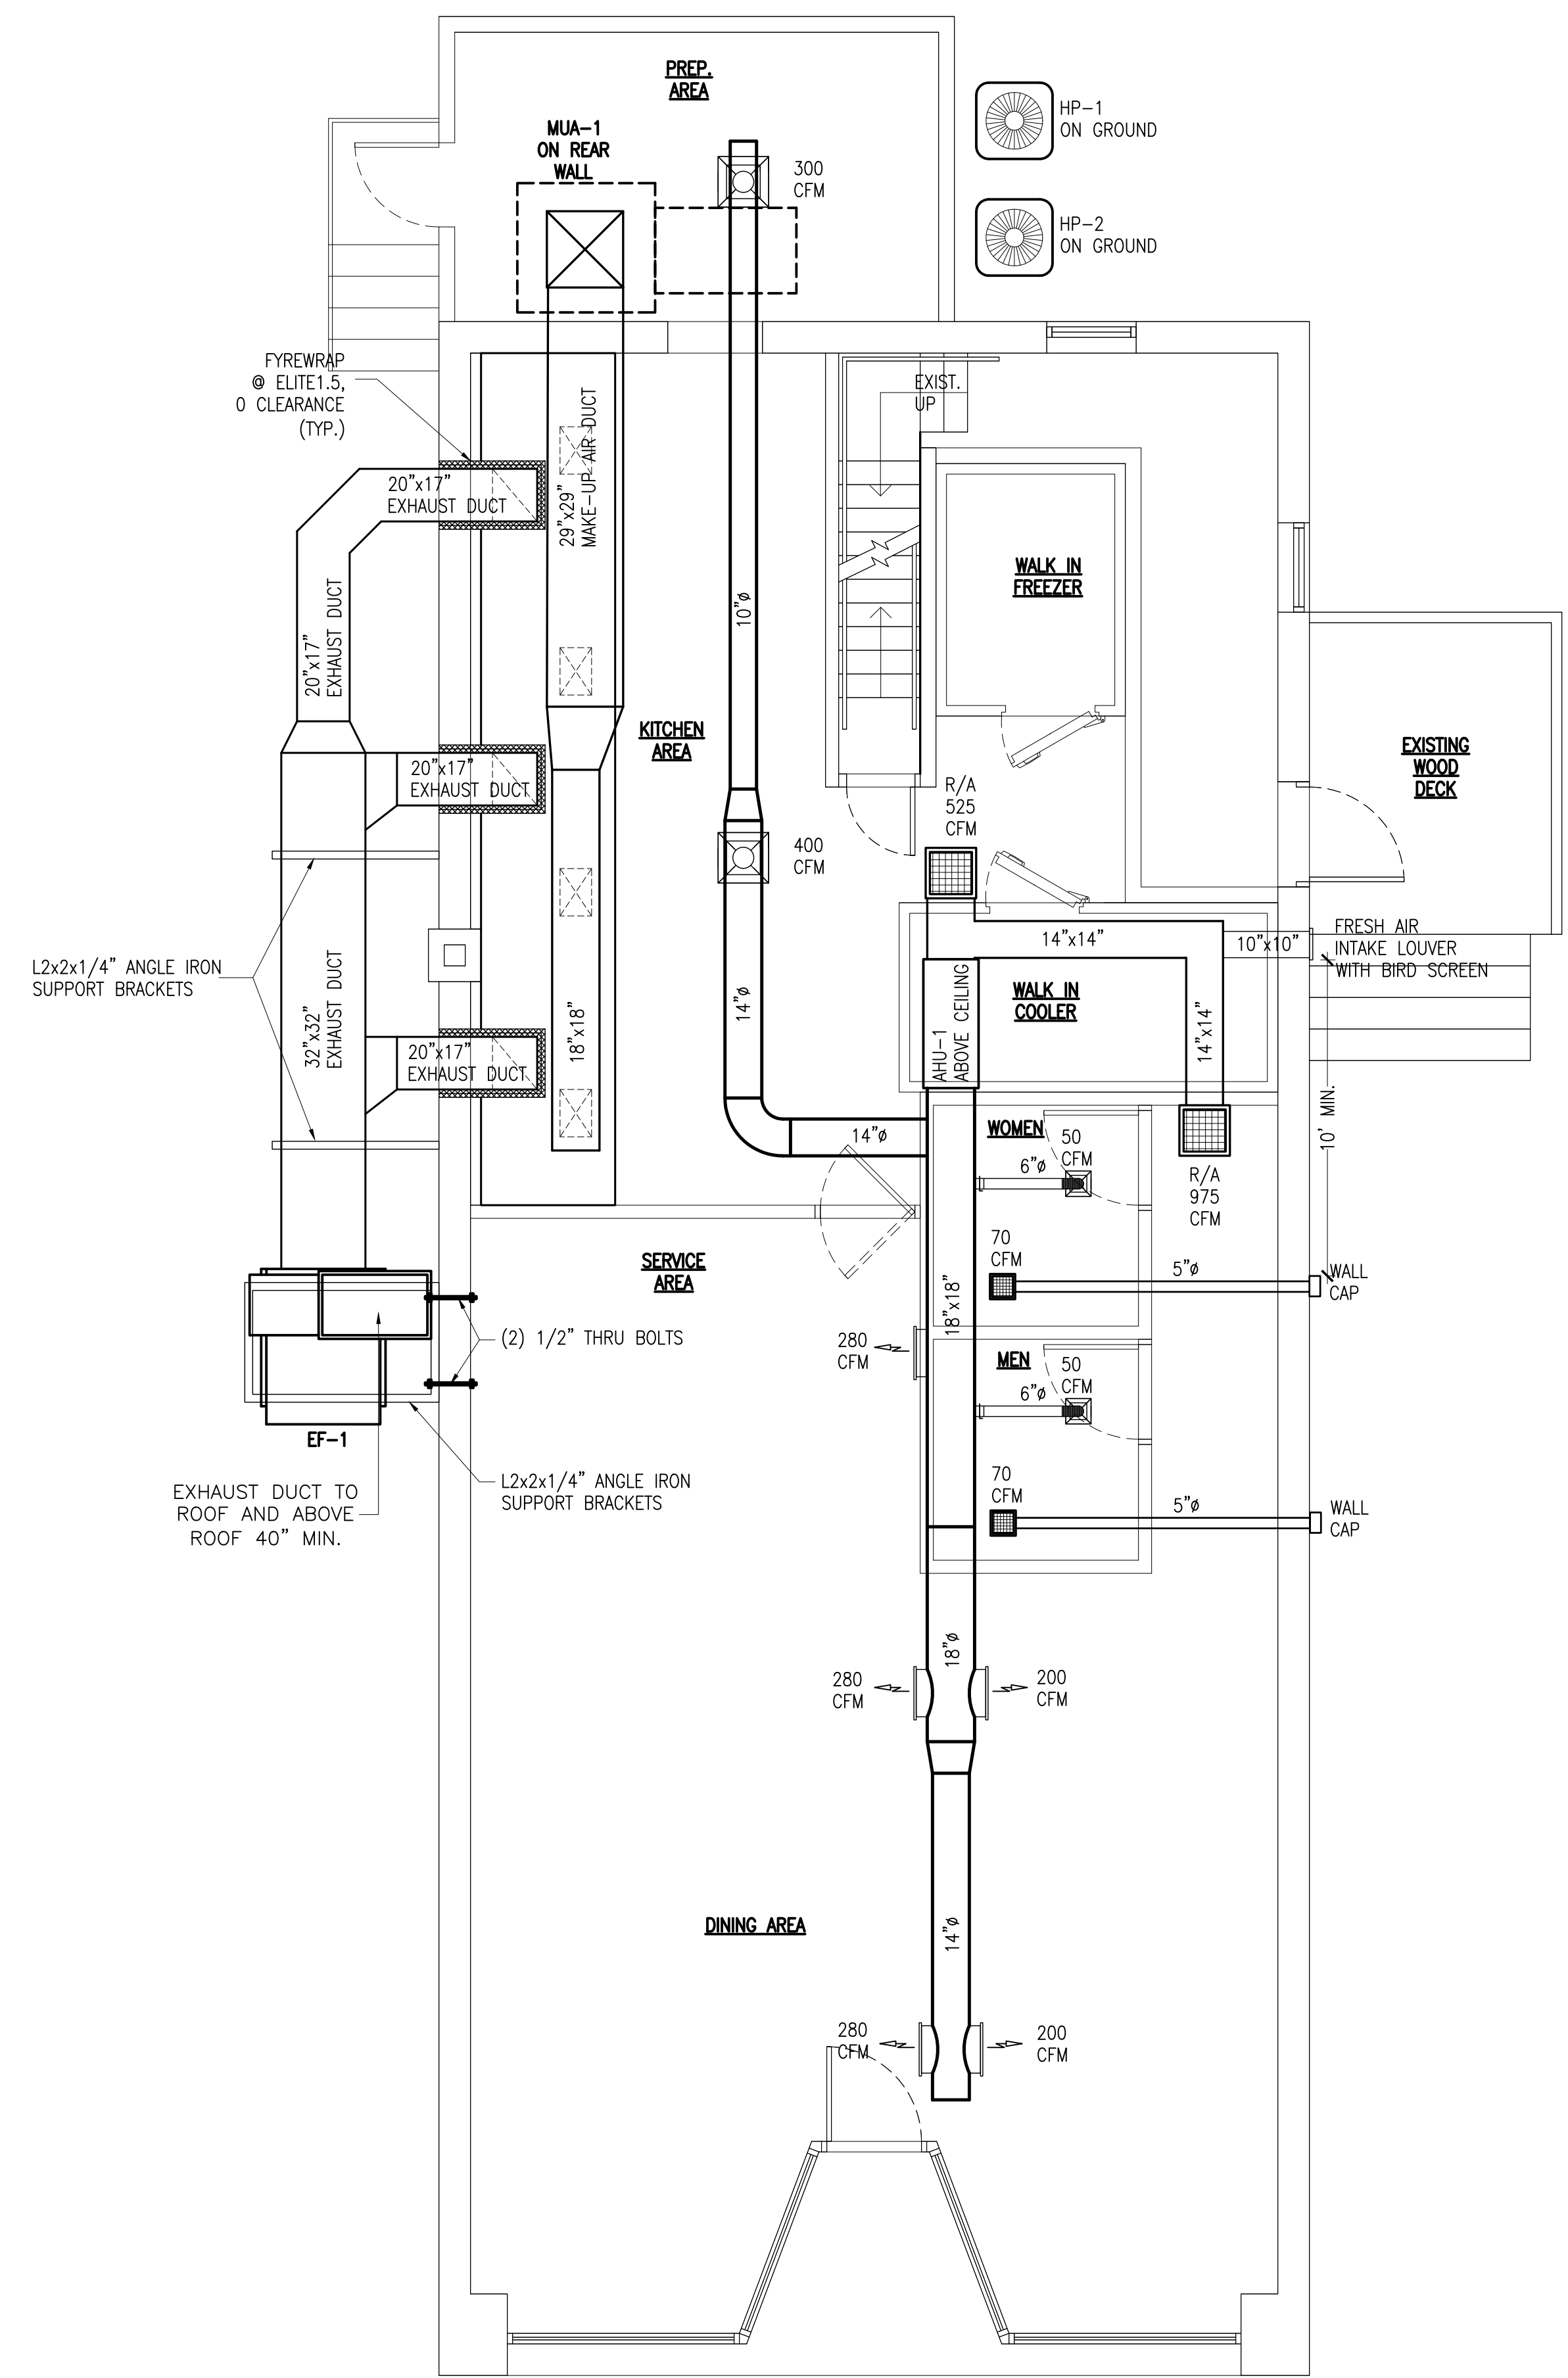 PREP.
AREA
MUA-1
ON REAR
WALL
300
CFM
HP-1
ON GROUND
HP-2
ON GROUND
FYREWRAP
@ ELITE1.5,
0 CLEARANCE
(TYP.)
EXIST.
UP
20"x17"
EXHAUST DUCT
29"x29"
MAKE-UP AIR DUCT
WALK IN
FREEZER
10"ø
20"x17"
EXHAUST DUCT
KITCHEN
AREA
EXISTING
WOOD
DECK
20"x17"
EXHAUST DUCT
R/A
525
CFM
400
CFM
14"x14"
10"x10"
FRESH AIR
INTAKE LOUVER
WITH BIRD SCREEN
L2x2x1/4" ANGLE IRON
SUPPORT BRACKETS
32"x32"
EXHAUST DUCT
18"x18"
14"ø
AHU-1
ABOVE CEILING
WALK IN
COOLER
14"x14"
20"x17"
EXHAUST DUCT
10' MIN.
14"ø
WOMEN
50
CFM
6"ø
R/A
975
CFM
70
CFM
5"ø
WALL
CAP
SERVICE
AREA
18"x18"
(2) 1/2" THRU BOLTS
280
CFM
MEN
50
CFM
6"ø
EF-1
L2x2x1/4" ANGLE IRON
SUPPORT BRACKETS
EXHAUST DUCT TO
ROOF AND ABOVE
ROOF 40" MIN.
70
CFM
5"ø
WALL
CAP
18"ø
280
CFM
200
CFM
DINING AREA
14"ø
280
CFM
200
CFM